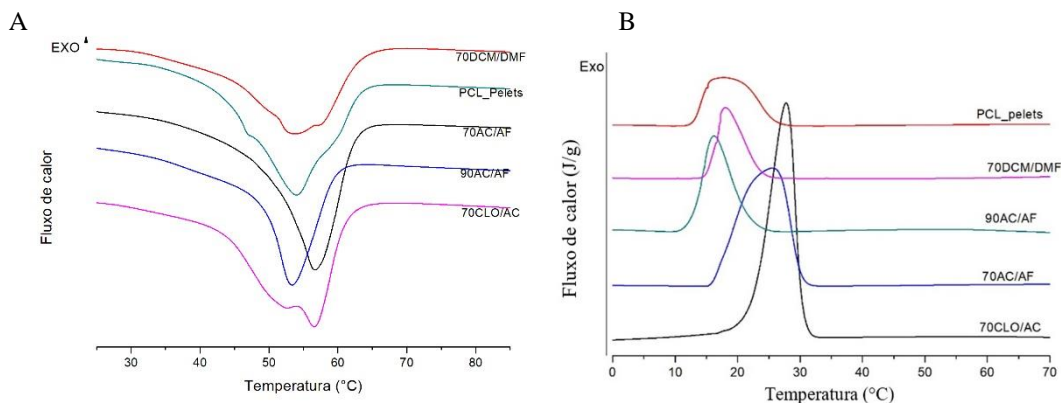 A
EXO
70DCM/DMF
PCL_Pelets
70AC/AF
90AC/AF
70CLO/AC
Fluxo de calor
30 40 50 60 70 80
Temperatura (°C)
B
Exo
PCL_pelets
70DCM/DMF
90AC/AF
70AC/AF
70CLO/AC
Fluxo de calor (J/g)
0 10 20 30 40 50 60 70
Temperatura (°C)